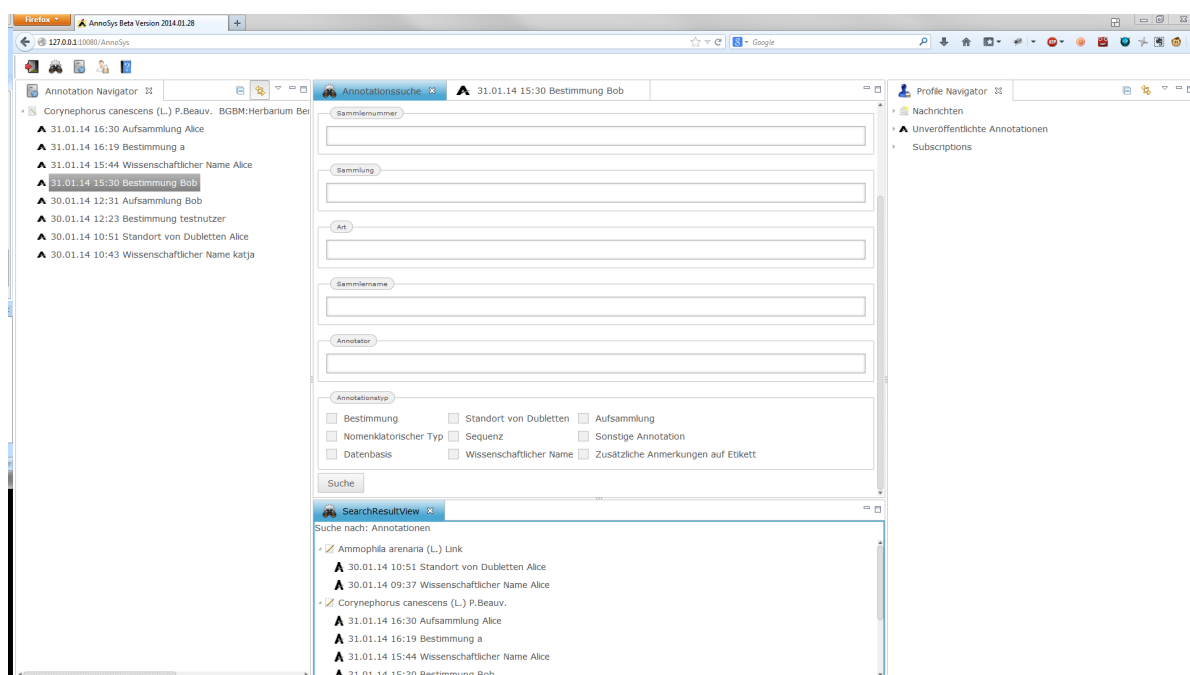 Firefox
AnnoSys Beta Version 2014.01.28
127.0.0.1:10080/AnnoSys
Google
Annotation Navigator
Corynephorus canescens (L.) P.Beauv. BGBM:Herbarium Ber
31.01.14 16:30 Aufsammlung Alice
31.01.14 16:19 Bestimmung a
31.01.14 15:44 Wissenschaftlicher Name Alice
31.01.14 15:30 Bestimmung Bob
30.01.14 12:31 Aufsammlung Bob
30.01.14 12:23 Bestimmung testnutzer
30.01.14 10:51 Standort von Dubletten Alice
30.01.14 10:43 Wissenschaftlicher Name katja
Annotationssuche
31.01.14 15:30 Bestimmung Bob
Sammlernummer
Sammlung
Art
Sammlername
Annotator
Annotationstyp
Bestimmung Standort von Dubletten Aufsammlung
Nomenklatorischer Typ Sequenz Sonstige Annotation
Datenbasis Wissenschaftlicher Name Zusätzliche Anmerkungen auf Etikett
Suche
SearchResultView
Suche nach: Annotationen
Ammophila arenaria (L.) Link
30.01.14 10:51 Standort von Dubletten Alice
30.01.14 09:37 Wissenschaftlicher Name Alice
Corynephorus canescens (L.) P.Beauv.
31.01.14 16:30 Aufsammlung Alice
31.01.14 16:19 Bestimmung a
31.01.14 15:44 Wissenschaftlicher Name Alice
31.01.14 15:30 Bestimmung Bob
Profile Navigator
Nachrichten
Unveröffentlichte Annotationen
Subscriptions